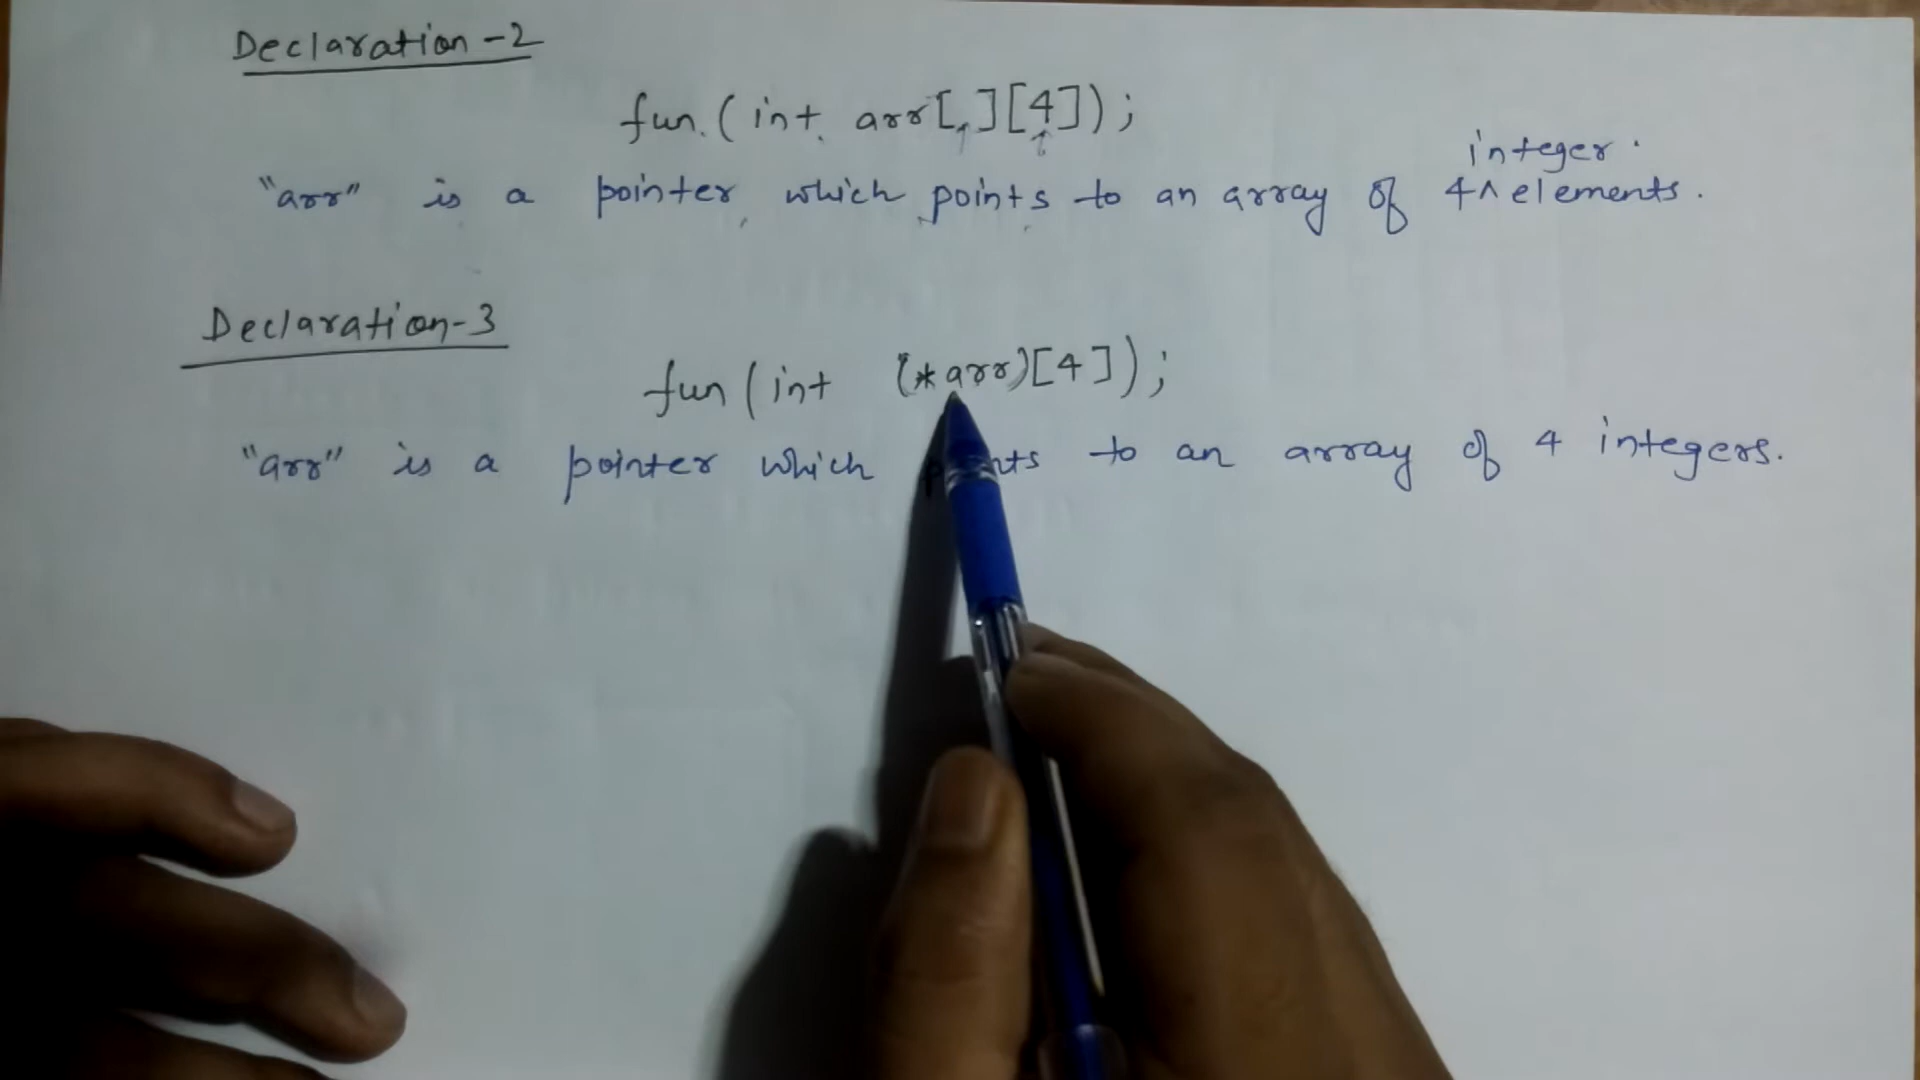 Declaration-2
fun.(int. arr[,][4]);
integer.
"arr" is a pointer, which points to an array of 4^elements.
Declaration-3
fun(int (*arr)[4]);
"arr" is a pointer which to an array of 4 integers.